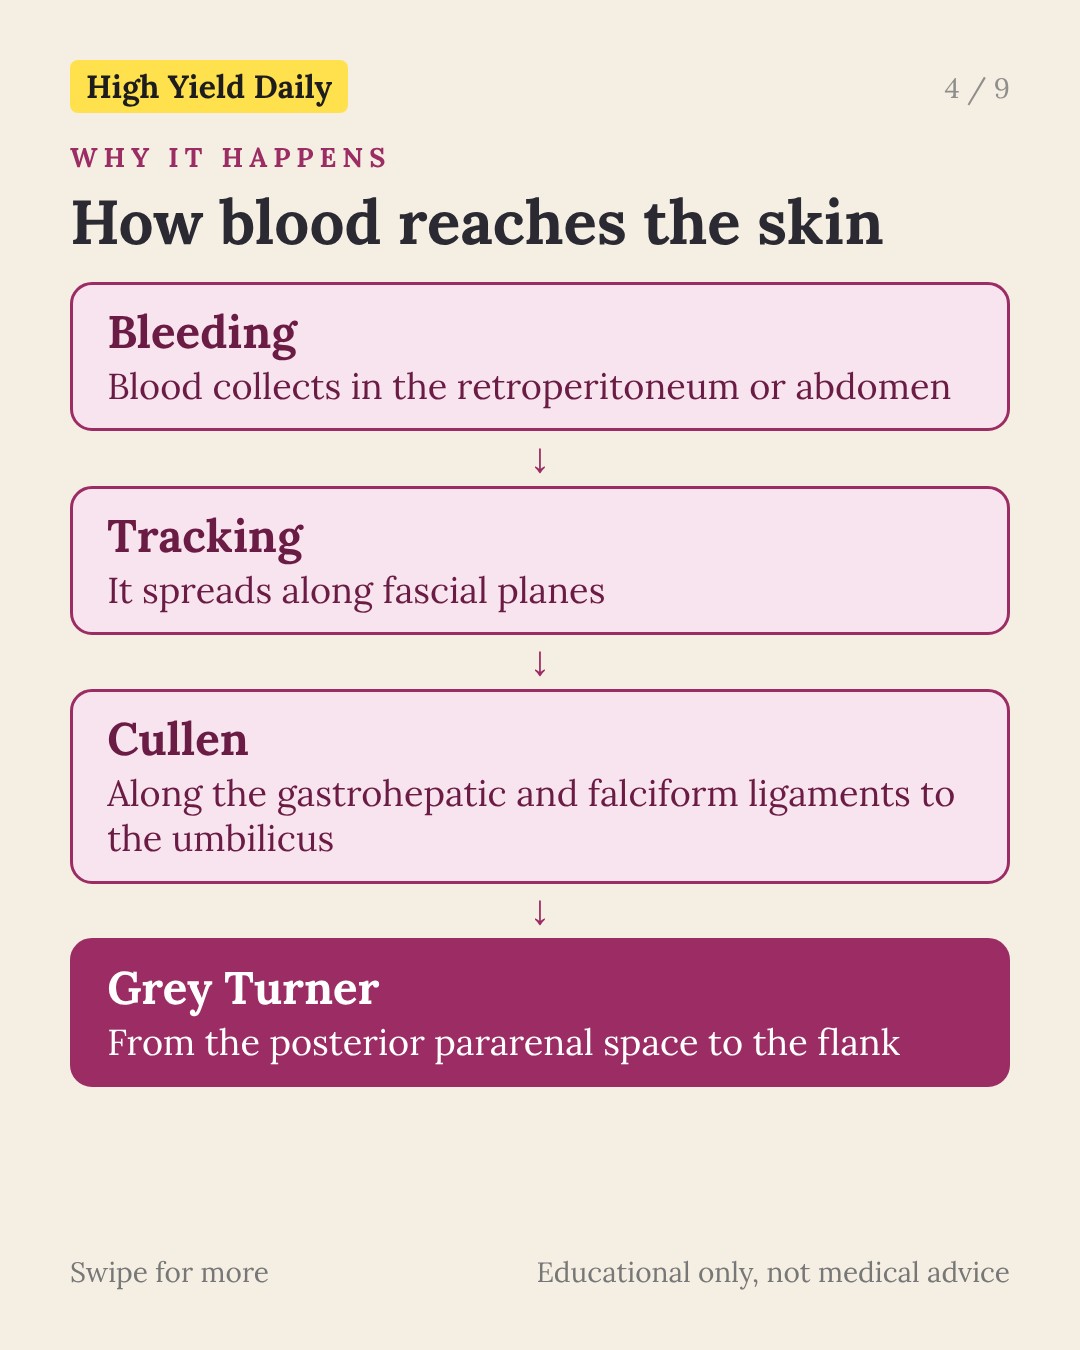 High Yield Daily
4 / 9
WHY IT HAPPENS
How blood reaches the skin
Bleeding
Blood collects in the retroperitoneum or abdomen
↓
Tracking
It spreads along fascial planes
↓
Cullen
Along the gastrohepatic and falciform ligaments to
the umbilicus
↓
Grey Turner
From the posterior pararenal space to the flank
Swipe for more
Educational only, not medical advice